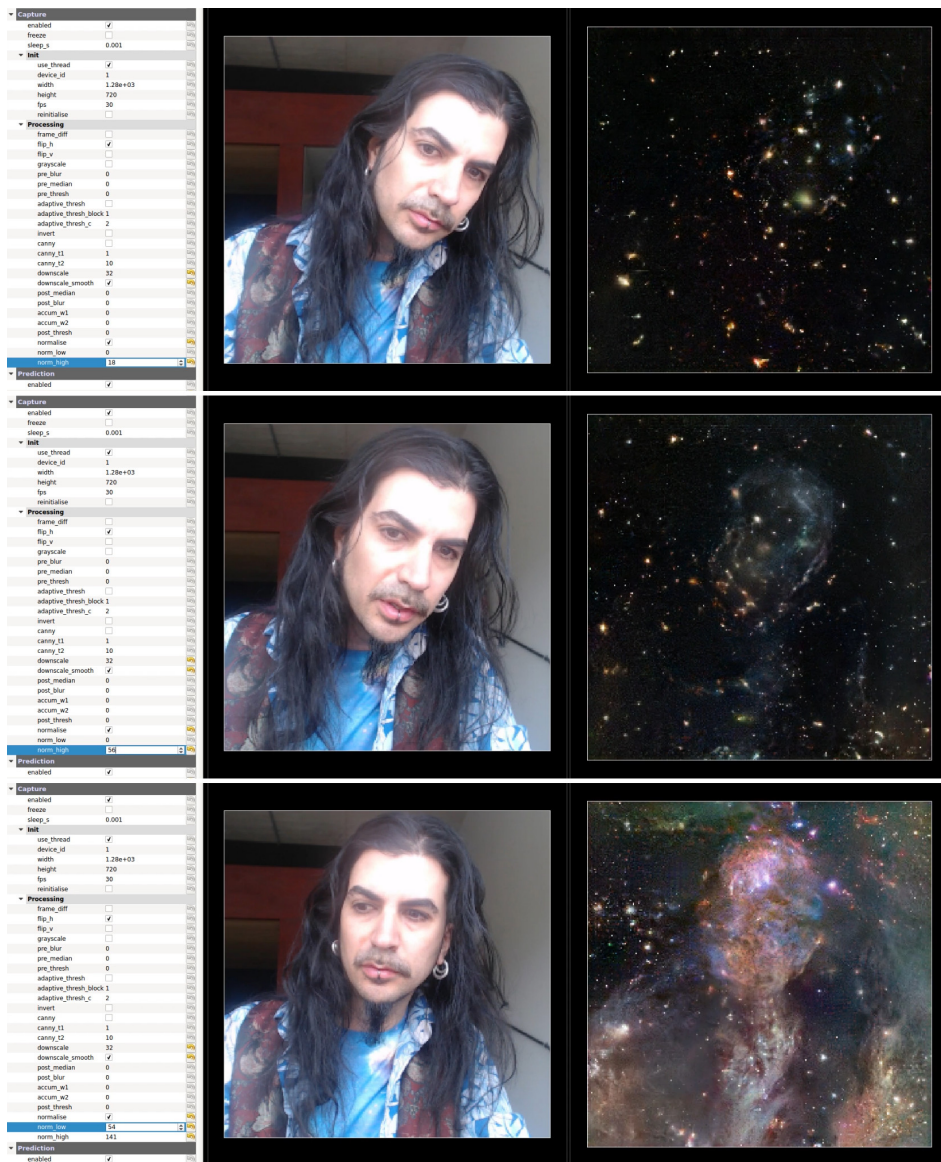 Capture
enabled
freeze
sleep_s 0.001
Init
use_thread
device_id 1
width 1.28e+03
height 720
fps 30
reinitialise
Processing
frame_diff
flip_h
flip_v
grayscale
pre_blur 0
pre_median 0
pre_thresh 0
adaptive_thresh
adaptive_thresh_block 1
adaptive_thresh_c 2
invert
canny
canny_t1 1
canny_t2 10
downscale 32
downscale_smooth
post_median 0
post_blur 0
accum_w1 0
accum_w2 0
post_thresh 0
normalise
norm_low 0
norm_high 18
Prediction
enabled
Capture
enabled
freeze
sleep_s 0.001
Init
use_thread
device_id 1
width 1.28e+03
height 720
fps 30
reinitialise
Processing
frame_diff
flip_h
flip_v
grayscale
pre_blur 0
pre_median 0
pre_thresh 0
adaptive_thresh
adaptive_thresh_block 1
adaptive_thresh_c 2
invert
canny
canny_t1 1
canny_t2 10
downscale 32
downscale_smooth
post_median 0
post_blur 0
accum_w1 0
accum_w2 0
post_thresh 0
normalise
norm_low 0
norm_high 56
Prediction
enabled
Capture
enabled
freeze
sleep_s 0.001
Init
use_thread
device_id 1
width 1.28e+03
height 720
fps 30
reinitialise
Processing
frame_diff
flip_h
flip_v
grayscale
pre_blur 0
pre_median 0
pre_thresh 0
adaptive_thresh
adaptive_thresh_block 1
adaptive_thresh_c 2
invert
canny
canny_t1 1
canny_t2 10
downscale 32
downscale_smooth
post_median 0
post_blur 0
accum_w1 0
accum_w2 0
post_thresh 0
normalise
norm_low 54
norm_high 141
Prediction
enabled